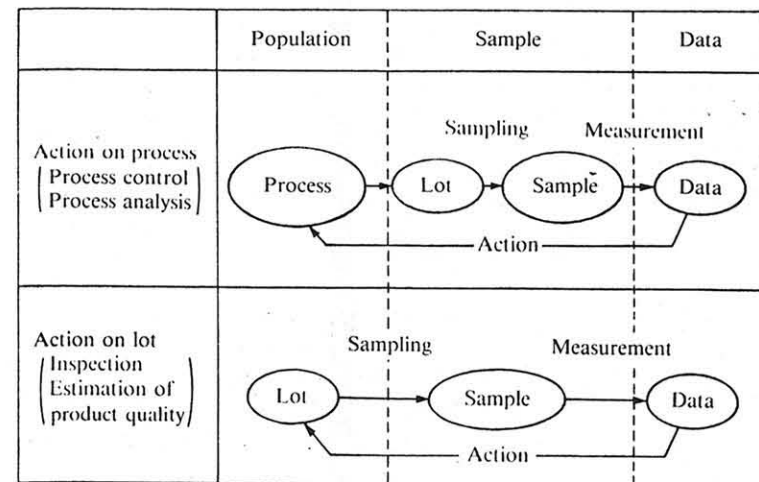 Population Sample Data
Sampling Measurement
Action on process
(Process control
Process analysis)
Process Lot Sample Data
Action
Action on lot
(Inspection
Estimation of
product quality)
Sampling Measurement
Lot Sample Data
Action